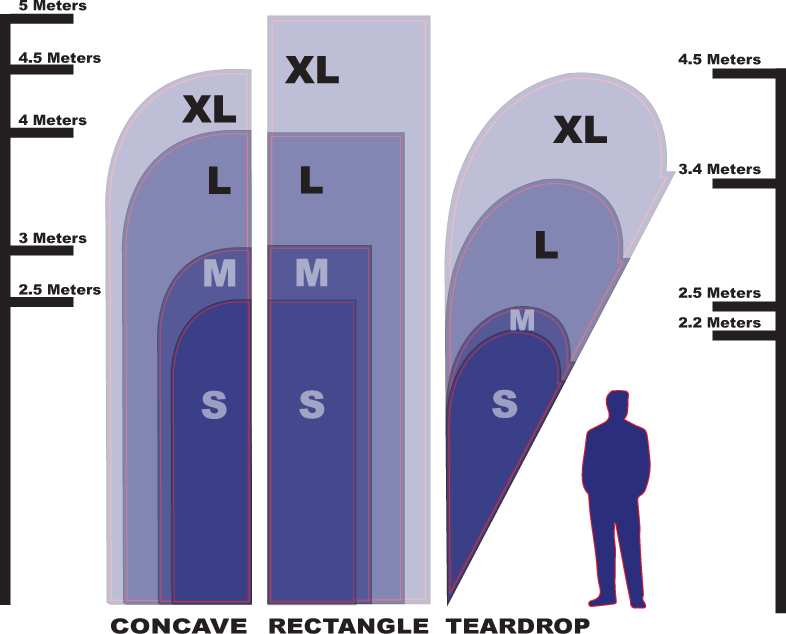 5 Meters
4.5 Meters
4 Meters
3 Meters
2.5 Meters
XL
L
M
S
XL
L
M
S
XL
L
M
S
4.5 Meters
3.4 Meters
2.5 Meters
2.2 Meters
CONCAVE
RECTANGLE
TEARDROP